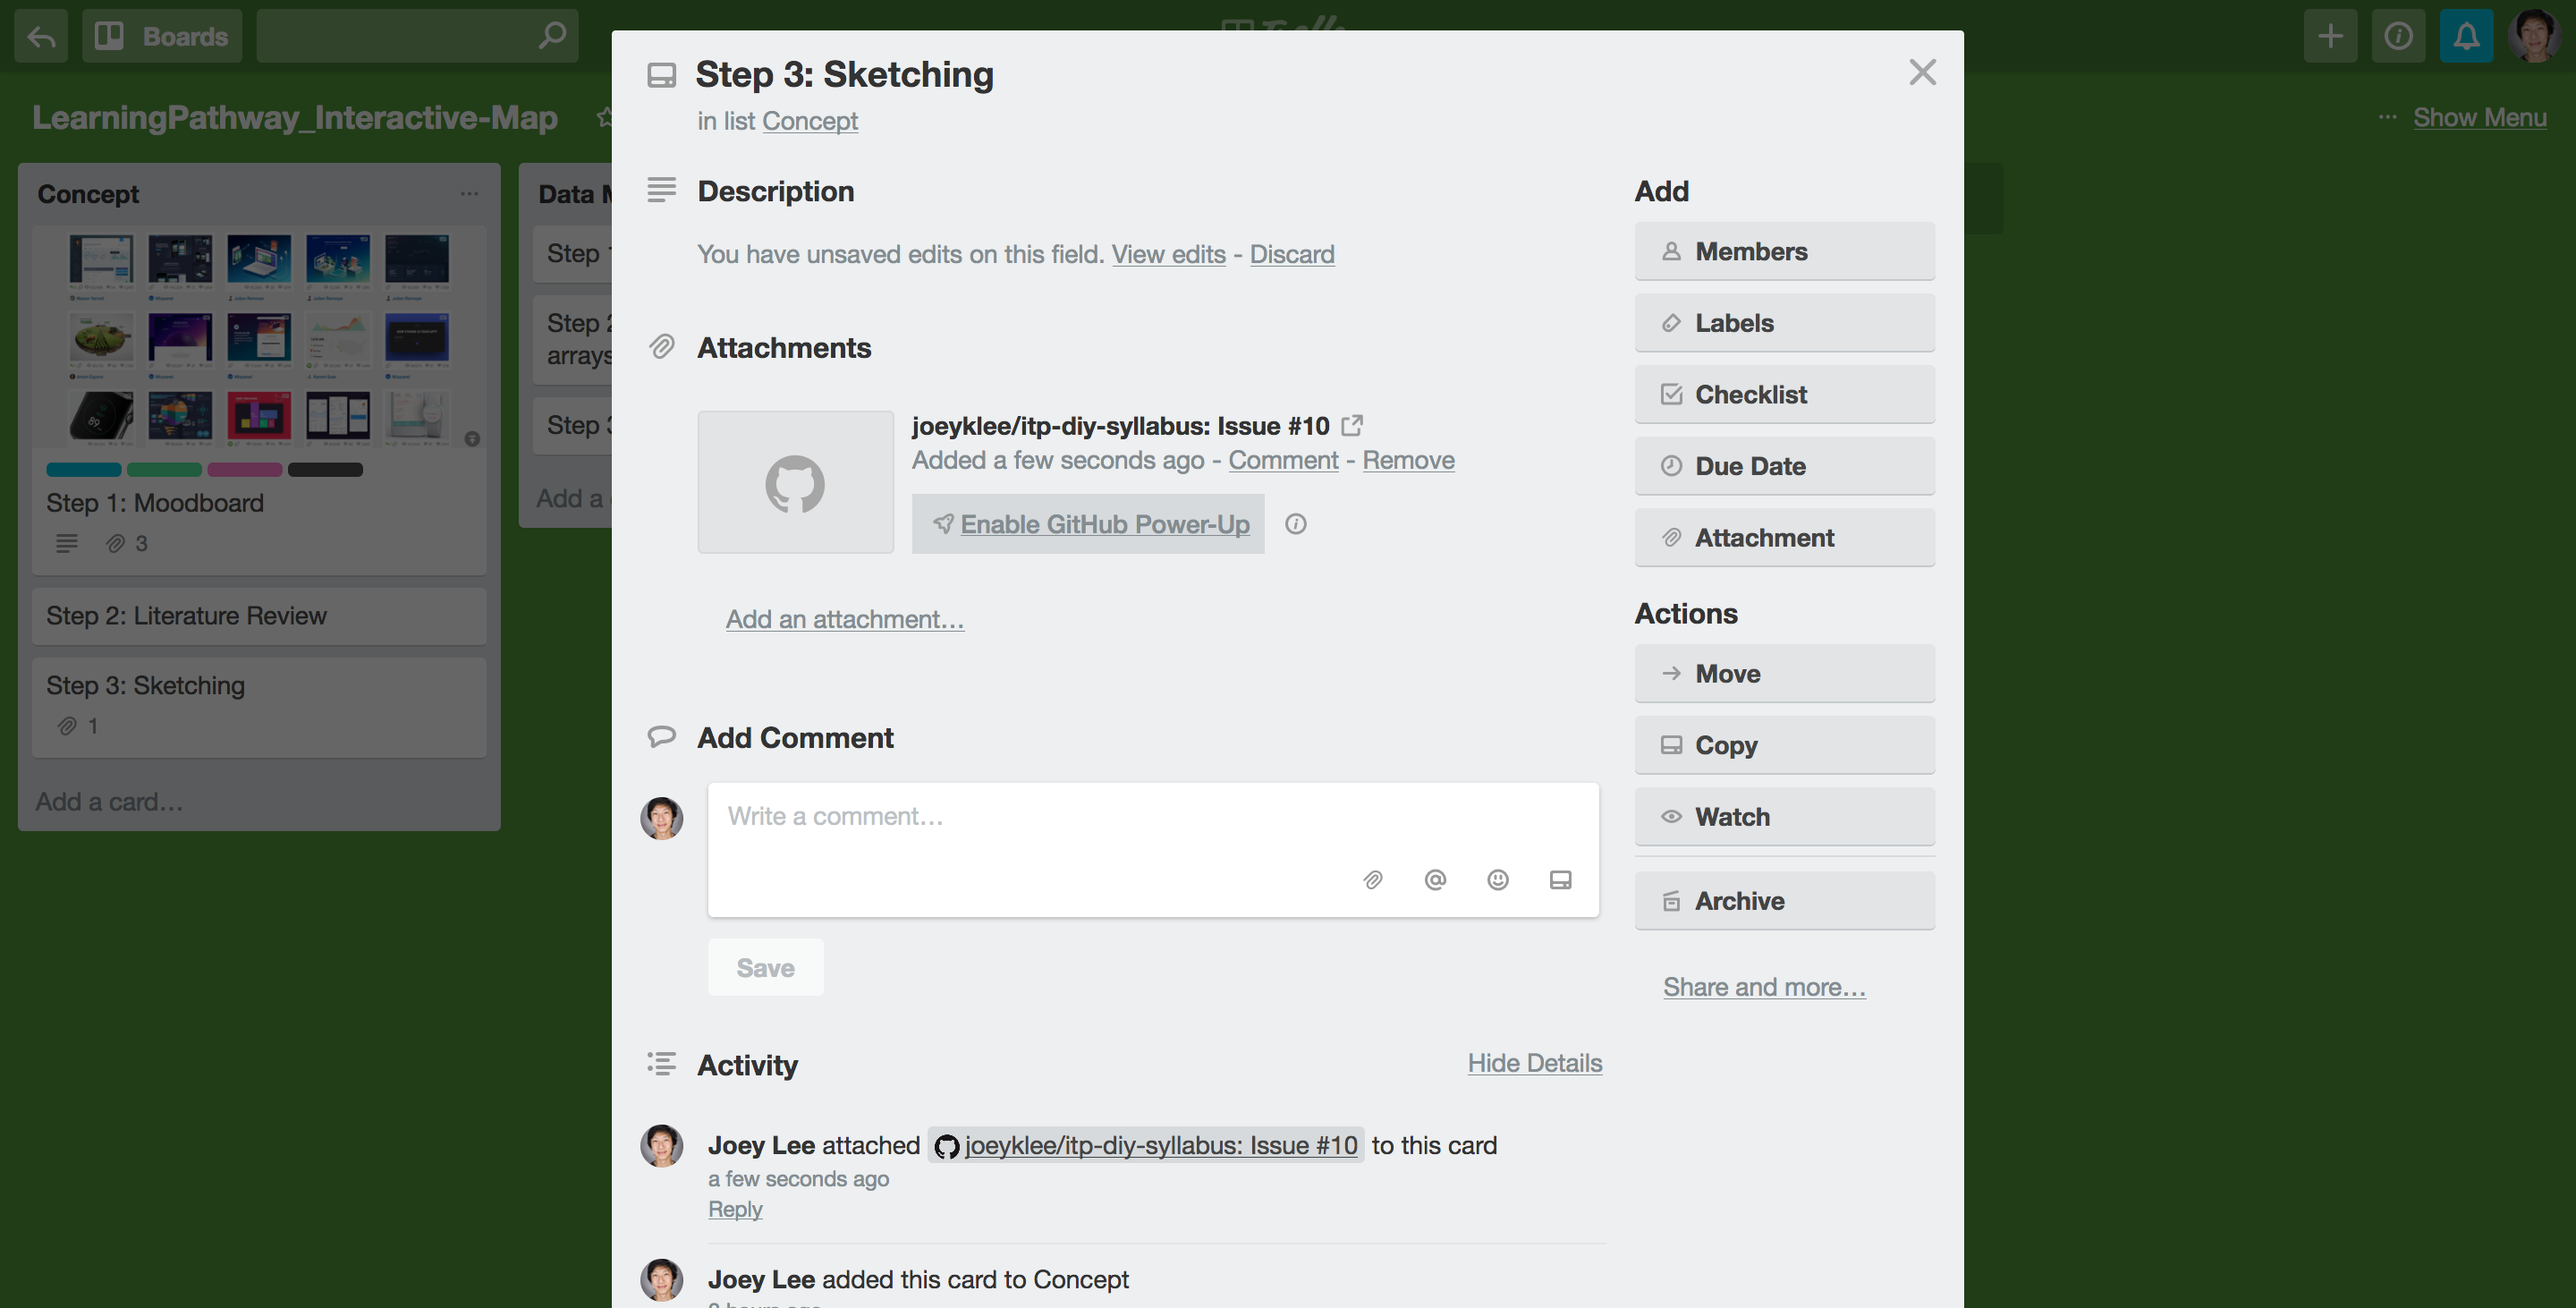 Boards
LearningPathway_Interactive-Map
Show Menu
Concept
Step 1: Moodboard
3
Step 2: Literature Review
Step 3: Sketching
1
Add a card…
Data
Step
Step
arrays
Step
Add a
Step 3: Sketching
in list Concept
Description
You have unsaved edits on this field. View edits - Discard
Attachments
joeyklee/itp-diy-syllabus: Issue #10
Added a few seconds ago - Comment - Remove
Enable GitHub Power-Up
Add an attachment…
Add Comment
Write a comment…
Save
Activity
Hide Details
Joey Lee attached joeyklee/itp-diy-syllabus: Issue #10 to this card
a few seconds ago
Reply
Joey Lee added this card to Concept
Add
Members
Labels
Checklist
Due Date
Attachment
Actions
Move
Copy
Watch
Archive
Share and more…